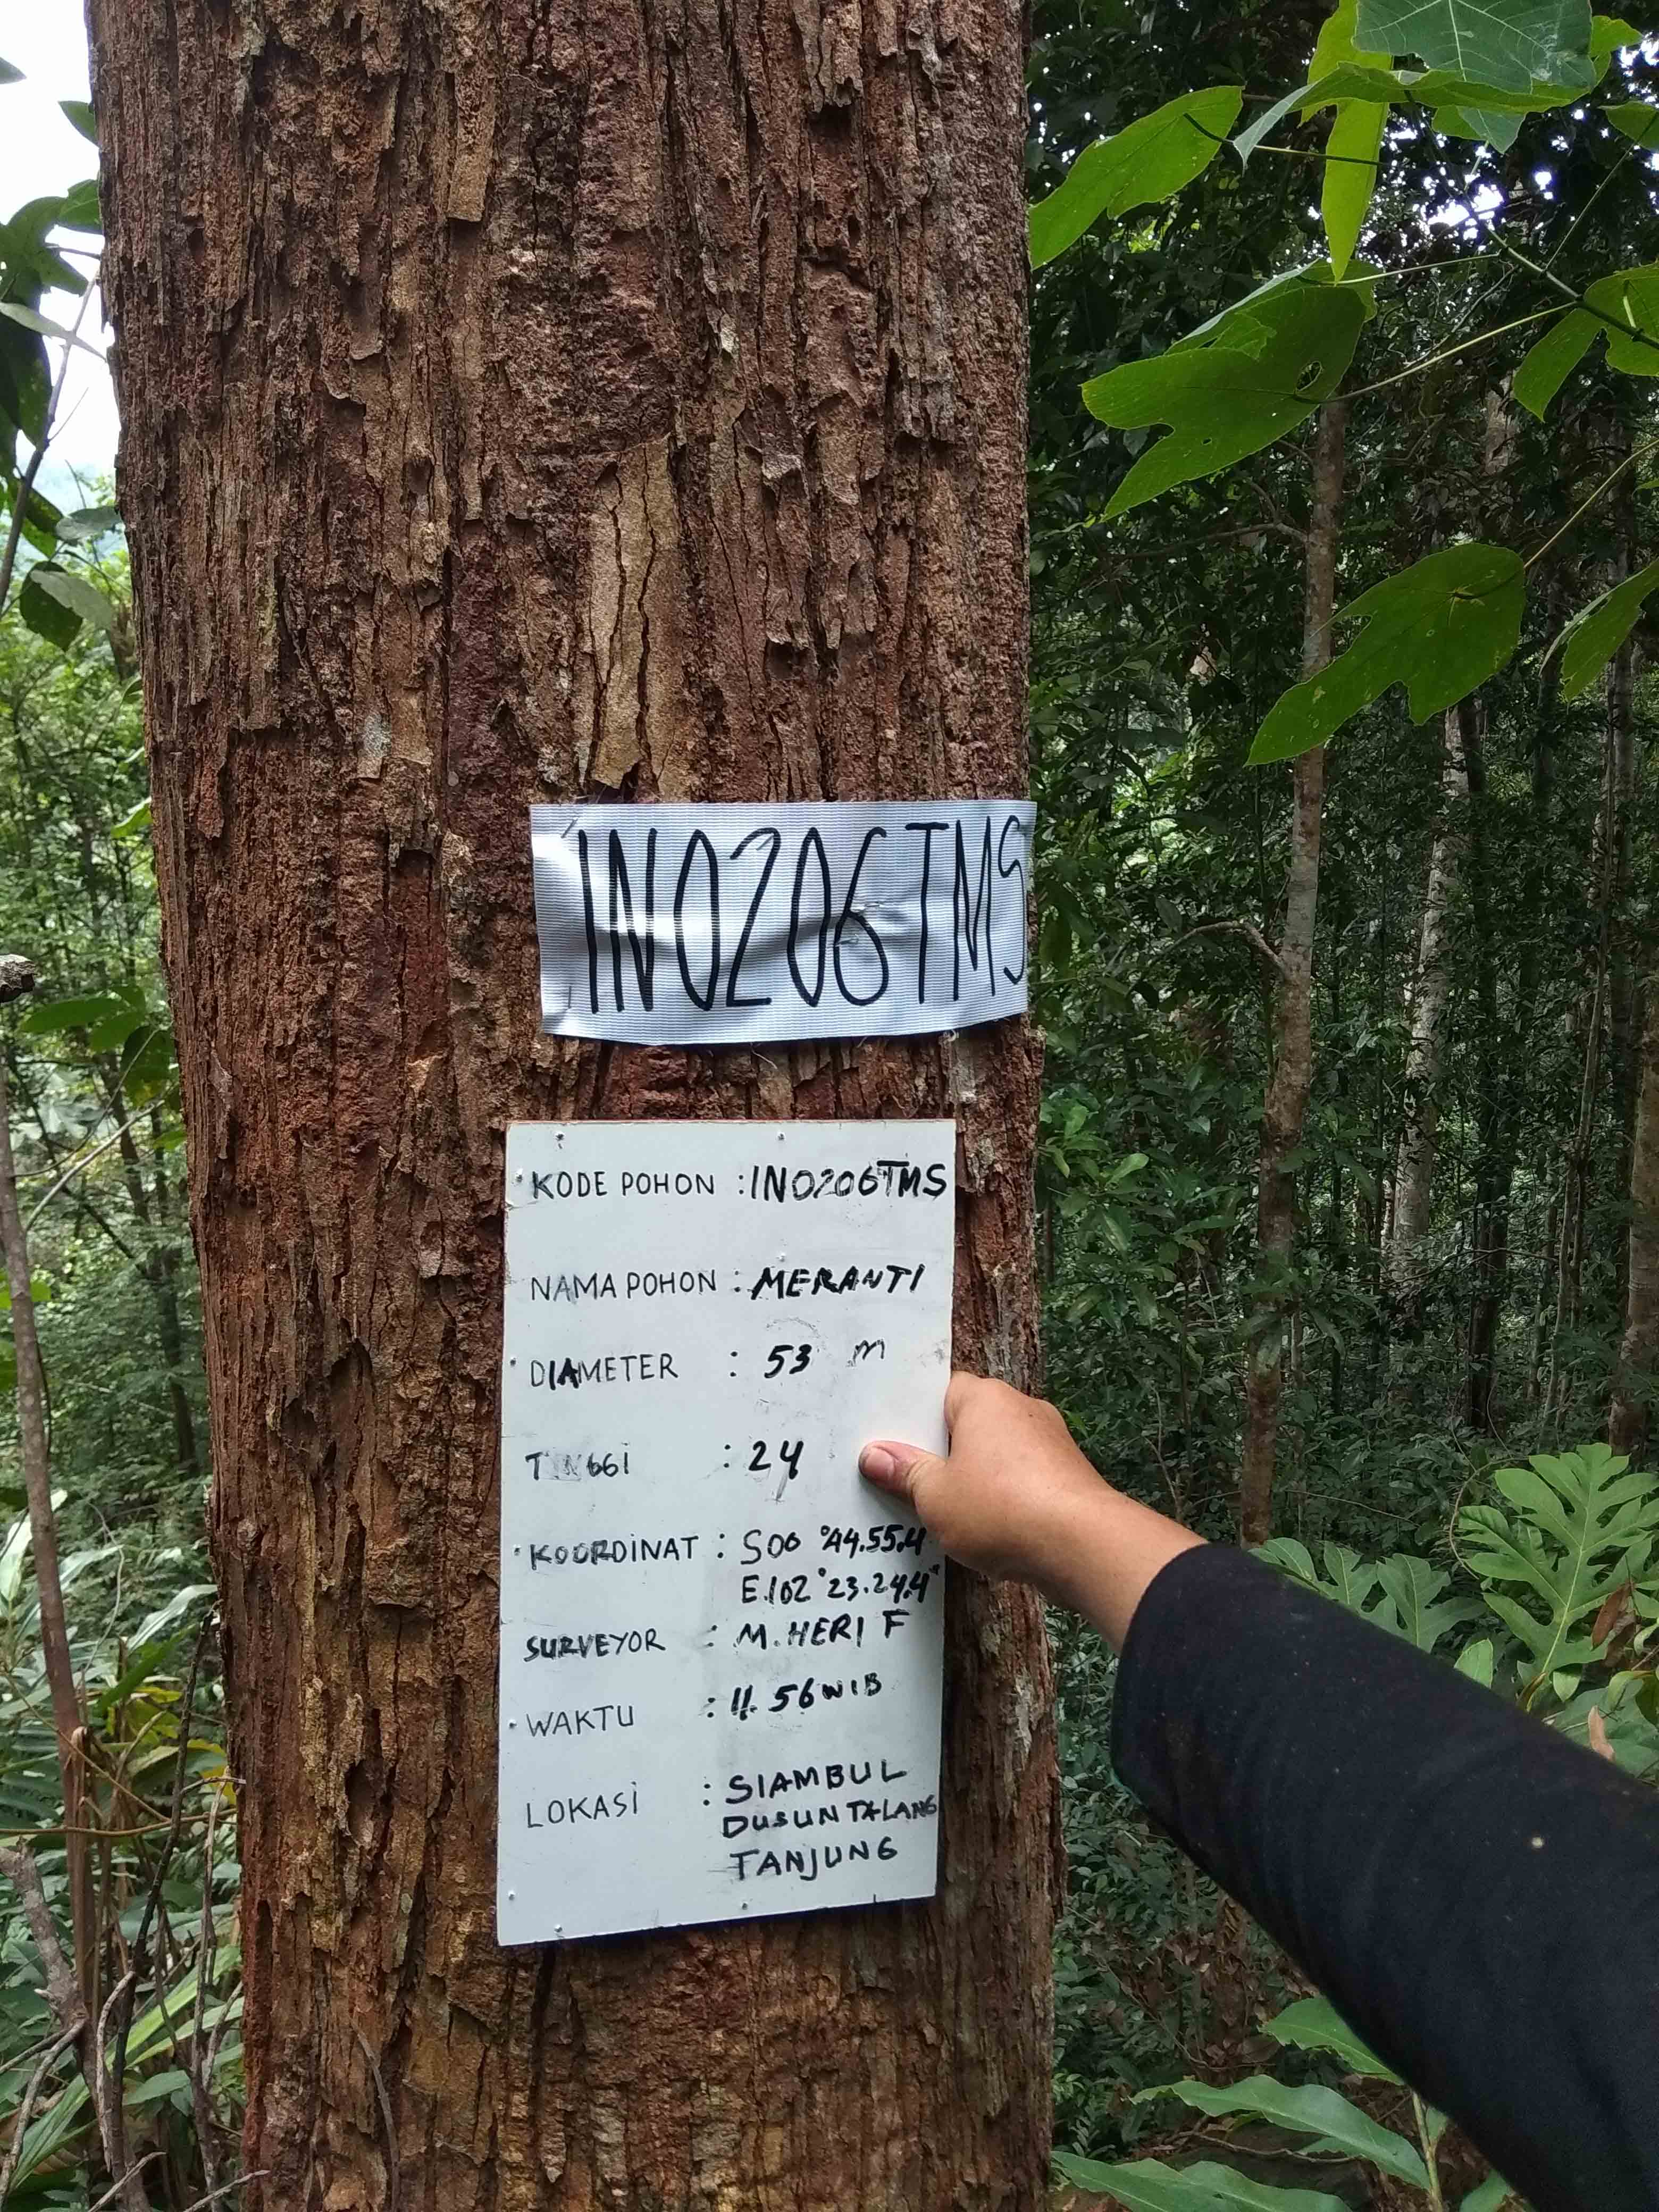 IN0206TMS
KODE POHON : IN0206TMS
NAMA POHON : MERANTI
DIAMETER : 53 m
TINGGI : 24
KOORDINAT : S00 °44.55.4
E.102°23.24.4"
SURVEYOR : M. HERI F
WAKTU : 11.56 WIB
LOKASI : SIAMBUL
DUSUN TALANG
TANJUNG